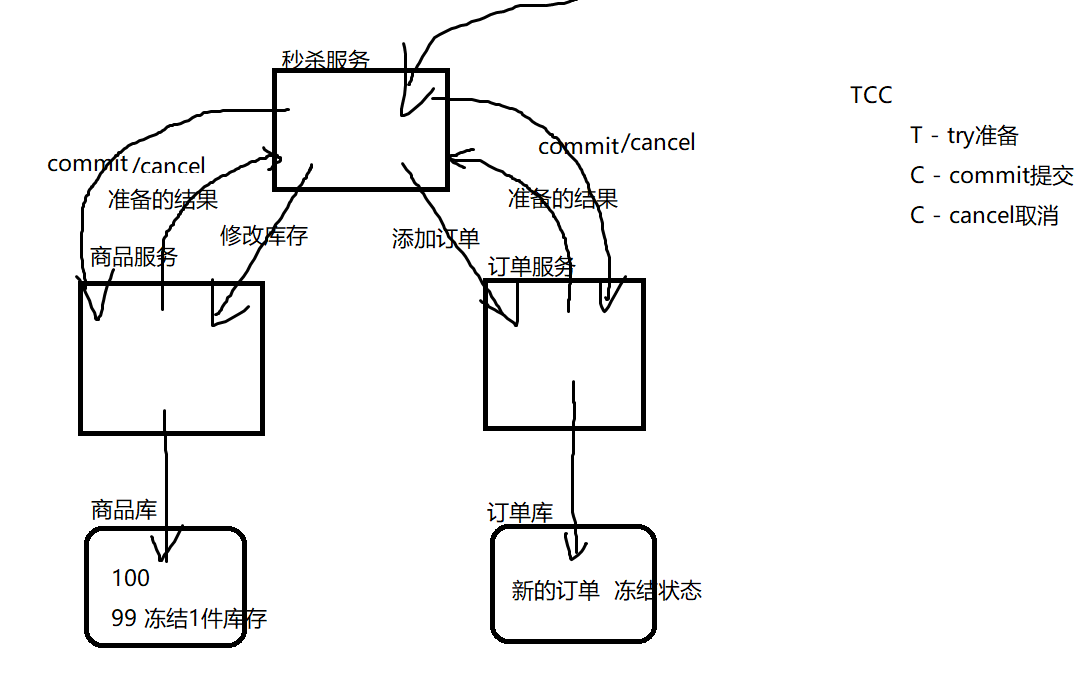 秒杀服务
TCC
T - try准备
C - commit提交
C - cancel取消
commit/cancel
准备的结果
修改库存
商品服务
commit/cancel
准备的结果
添加订单
订单服务
商品库
100
99 冻结1件库存
订单库
新的订单 冻结状态